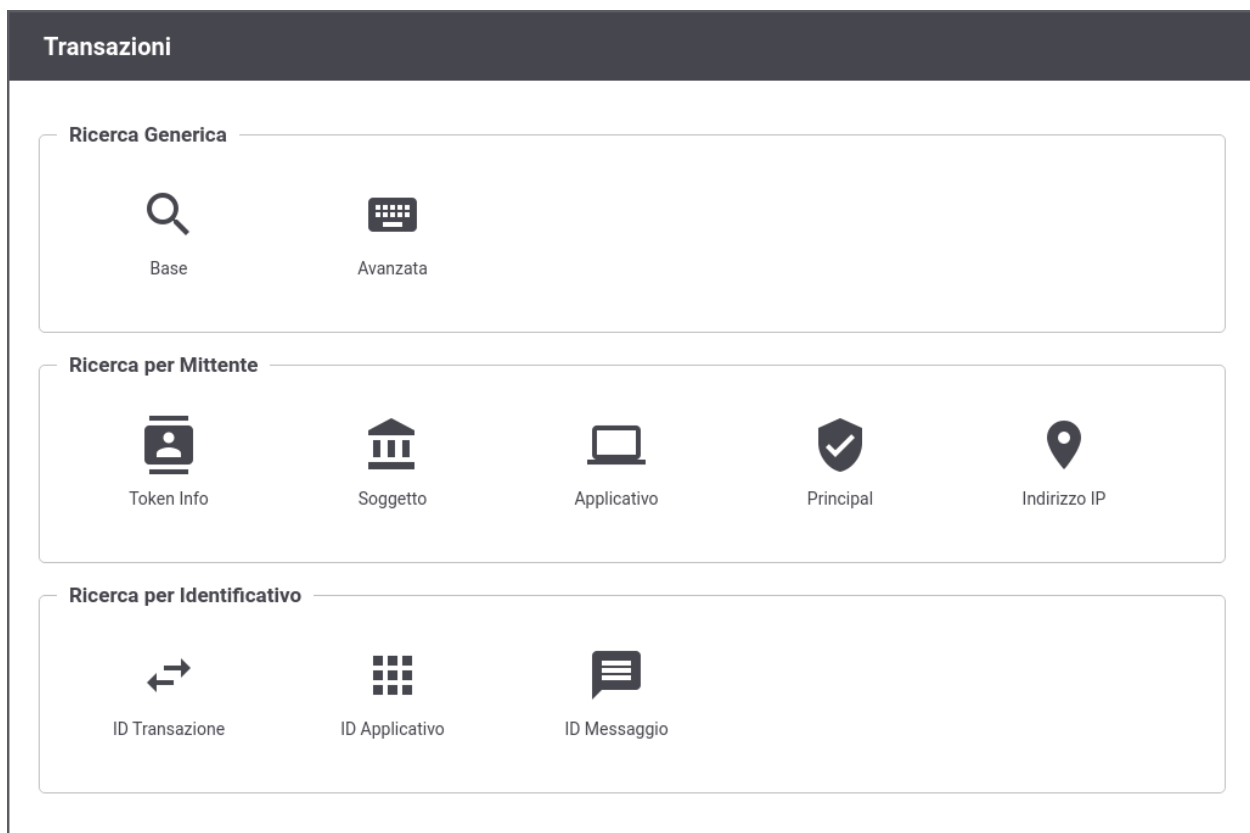 Transazioni
Ricerca Generica
Base
Avanzata
Ricerca per Mittente
Token Info
Soggetto
Applicativo
Principal
Indirizzo IP
Ricerca per Identificativo
ID Transazione
ID Applicativo
ID Messaggio